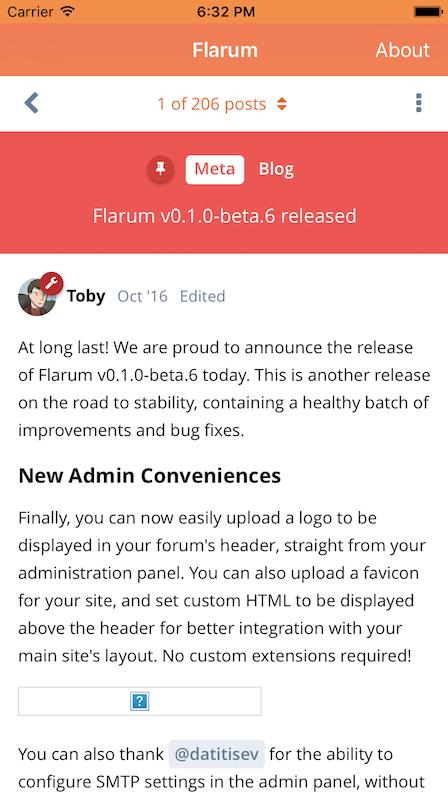 Carrier 6:32 PM
Flarum About
1 of 206 posts
Meta Blog
Flarum v0.1.0-beta.6 released
Toby Oct '16 Edited
At long last! We are proud to announce the release
of Flarum v0.1.0-beta.6 today. This is another release
on the road to stability, containing a healthy batch of
improvements and bug fixes.
New Admin Conveniences
Finally, you can now easily upload a logo to be
displayed in your forum's header, straight from your
administration panel. You can also upload a favicon
for your site, and set custom HTML to be displayed
above the header for better integration with your
main site's layout. No custom extensions required!
?
You can also thank @datitisev for the ability to
configure SMTP settings in the admin panel, without